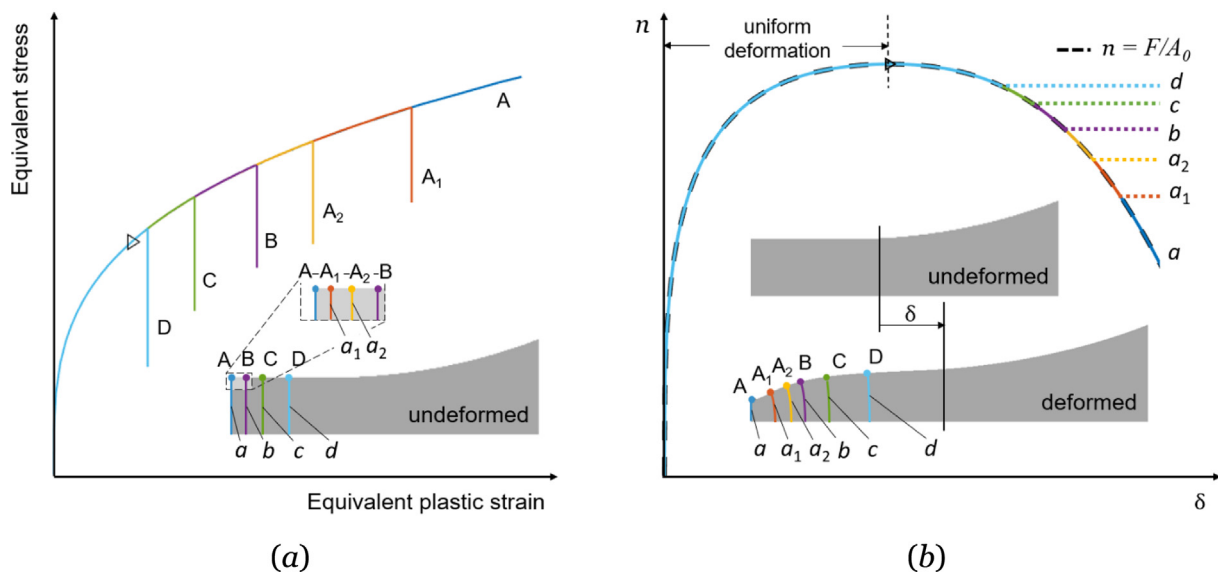 Equivalent stress
A
A₁
A₂
B
C
D
A-A₁-A₂-B
a₁ a₂
A B C D
undeformed
a b c d
Equivalent plastic strain
(a)
n
uniform
deformation
n = F/A₀
d
c
b
a₂
a₁
a
undeformed
δ
A A₁ A₂ B C D
deformed
a a₁ a₂ b c d
δ
(b)